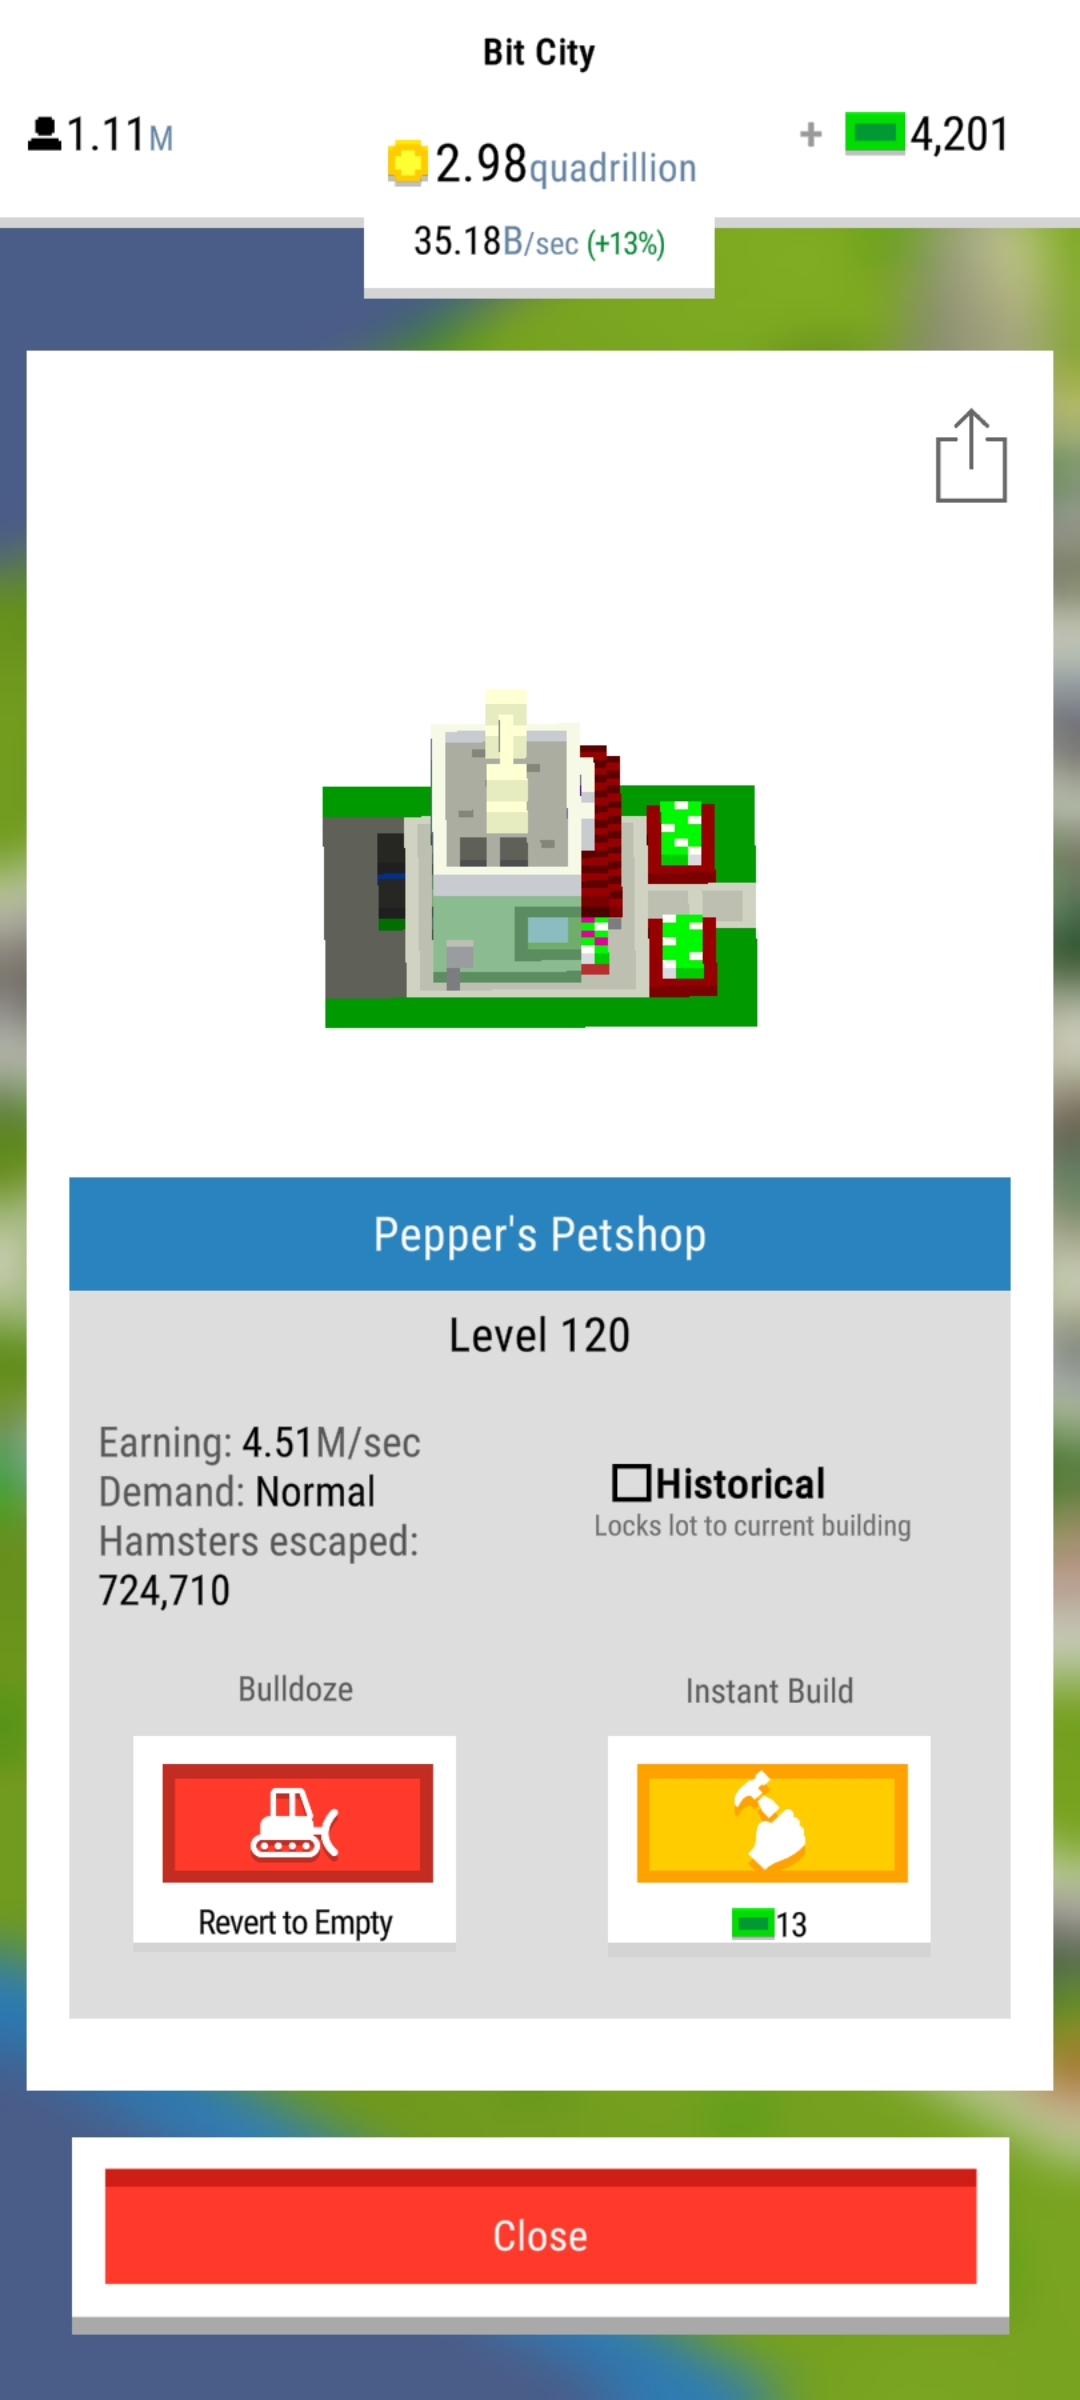 Bit City
1.11M
2.98quadrillion
+ 4,201
35.18B/sec (+13%)
Pepper's Petshop
Level 120
Earning: 4.51M/sec
Demand: Normal
Hamsters escaped:
724,710
Historical
Locks lot to current building
Bulldoze
Instant Build
Revert to Empty
13
Close